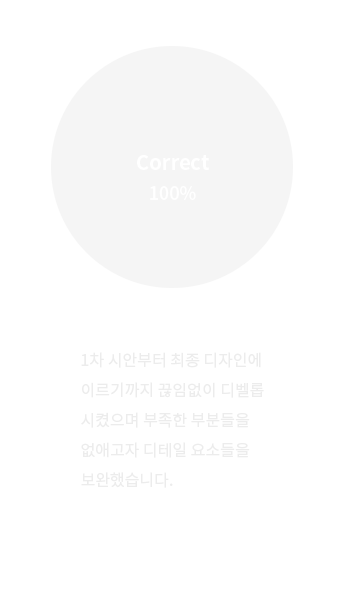 Correct
100%
1차 시안부터 최종 디자인에
이르기까지 끊임없이 디벨롭
시켰으며 부족한 부분들을
없애고자 디테일 요소들을
보완했습니다.